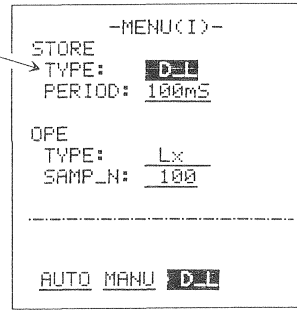 -MENU(I)-
STORE
TYPE: D_L
PERIOD: 100mS
OPE
TYPE: Lx
SAMP_N: 100
AUTO MANU D_L